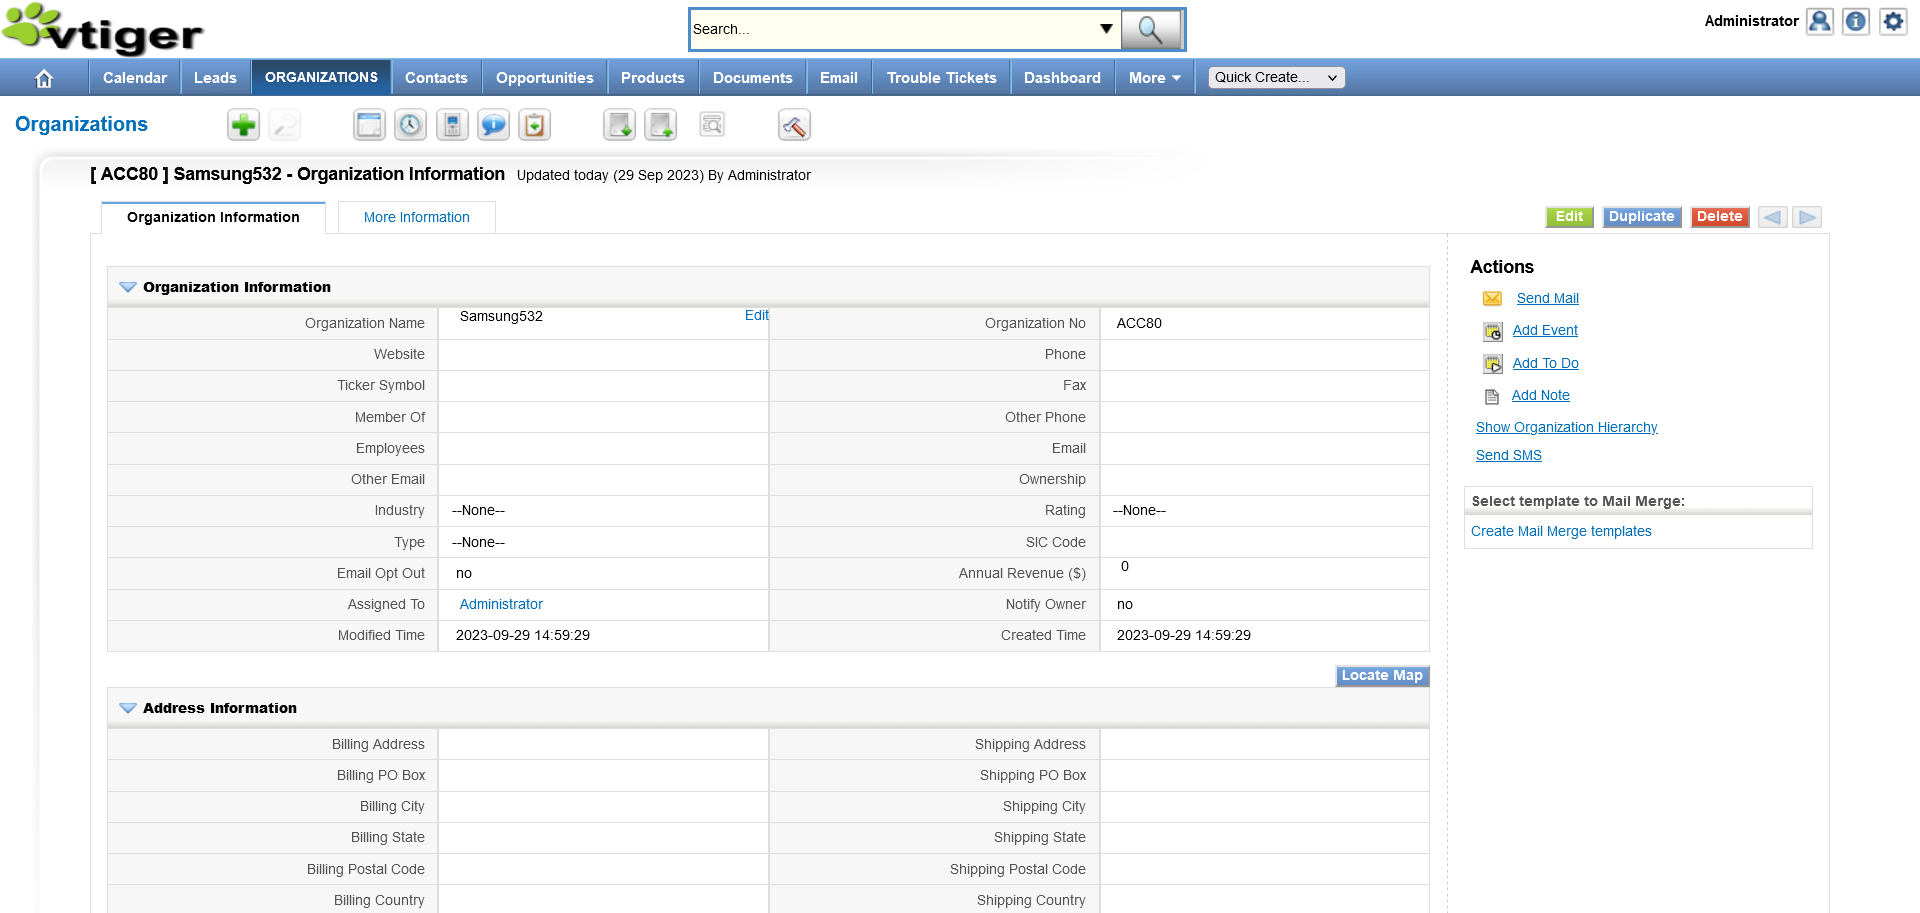 vtiger
Search...
Administrator
Calendar Leads ORGANIZATIONS Contacts Opportunities Products Documents Email Trouble Tickets Dashboard More Quick Create...
Organizations
[ ACC80 ] Samsung532 - Organization Information Updated today (29 Sep 2023) By Administrator
Organization Information More Information Edit Duplicate Delete
Organization Information
Organization Name Samsung532 Edit Organization No ACC80
Website Phone
Ticker Symbol Fax
Member Of Other Phone
Employees Email
Other Email Ownership
Industry --None-- Rating --None--
Type --None-- SIC Code
Email Opt Out no Annual Revenue ($) 0
Assigned To Administrator Notify Owner no
Modified Time 2023-09-29 14:59:29 Created Time 2023-09-29 14:59:29
Locate Map
Address Information
Billing Address Shipping Address
Billing PO Box Shipping PO Box
Billing City Shipping City
Billing State Shipping State
Billing Postal Code Shipping Postal Code
Billing Country Shipping Country
Actions
Send Mail
Add Event
Add To Do
Add Note
Show Organization Hierarchy
Send SMS
Select template to Mail Merge:
Create Mail Merge templates